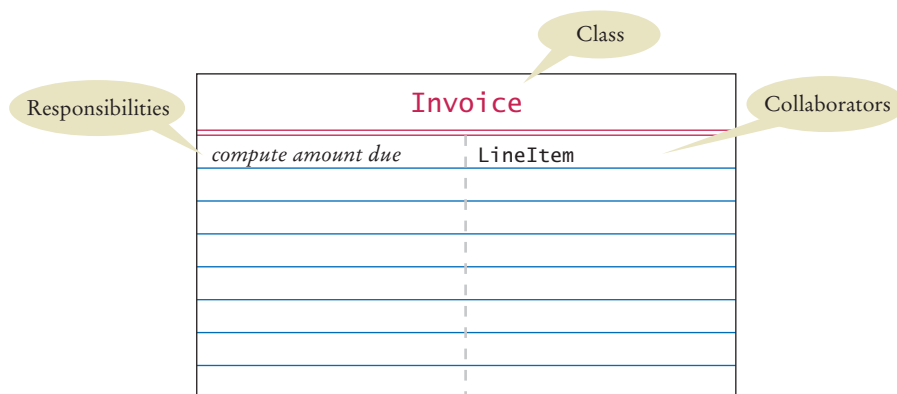 Class
Invoice
Responsibilities
Collaborators
compute amount due
LineItem